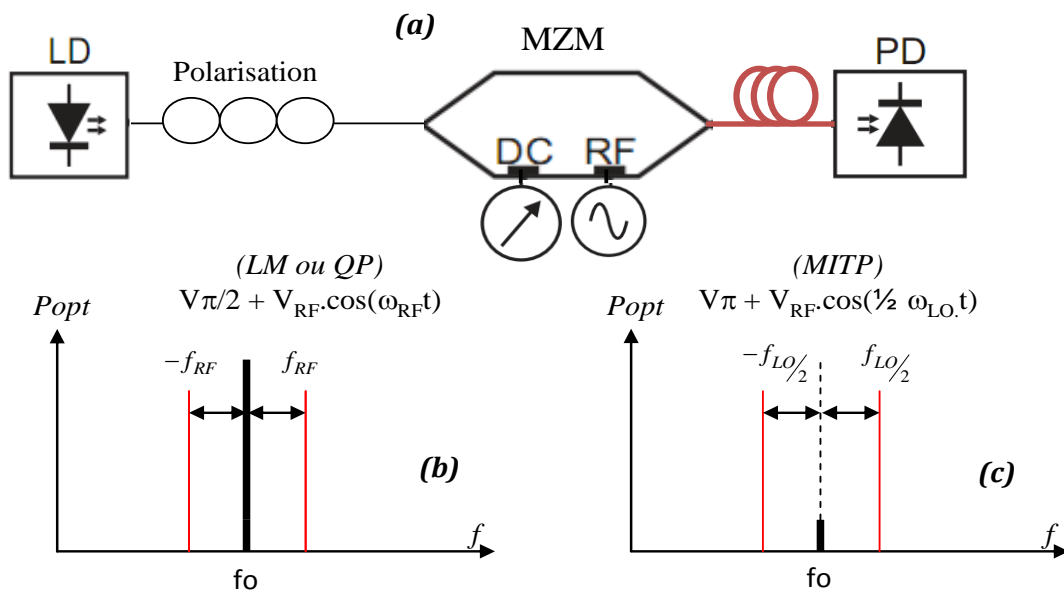 (a)
LD
Polarisation
MZM
PD
DC RF
(LM ou QP)
Vπ/2 + V_RF.cos(ω_RFt)
Popt
−f_RF
f_RF
(b)
f
fo
(MITP)
Vπ + V_RF.cos(½ ω_LO.t)
Popt
−f_LO/2
f_LO/2
(c)
f
fo